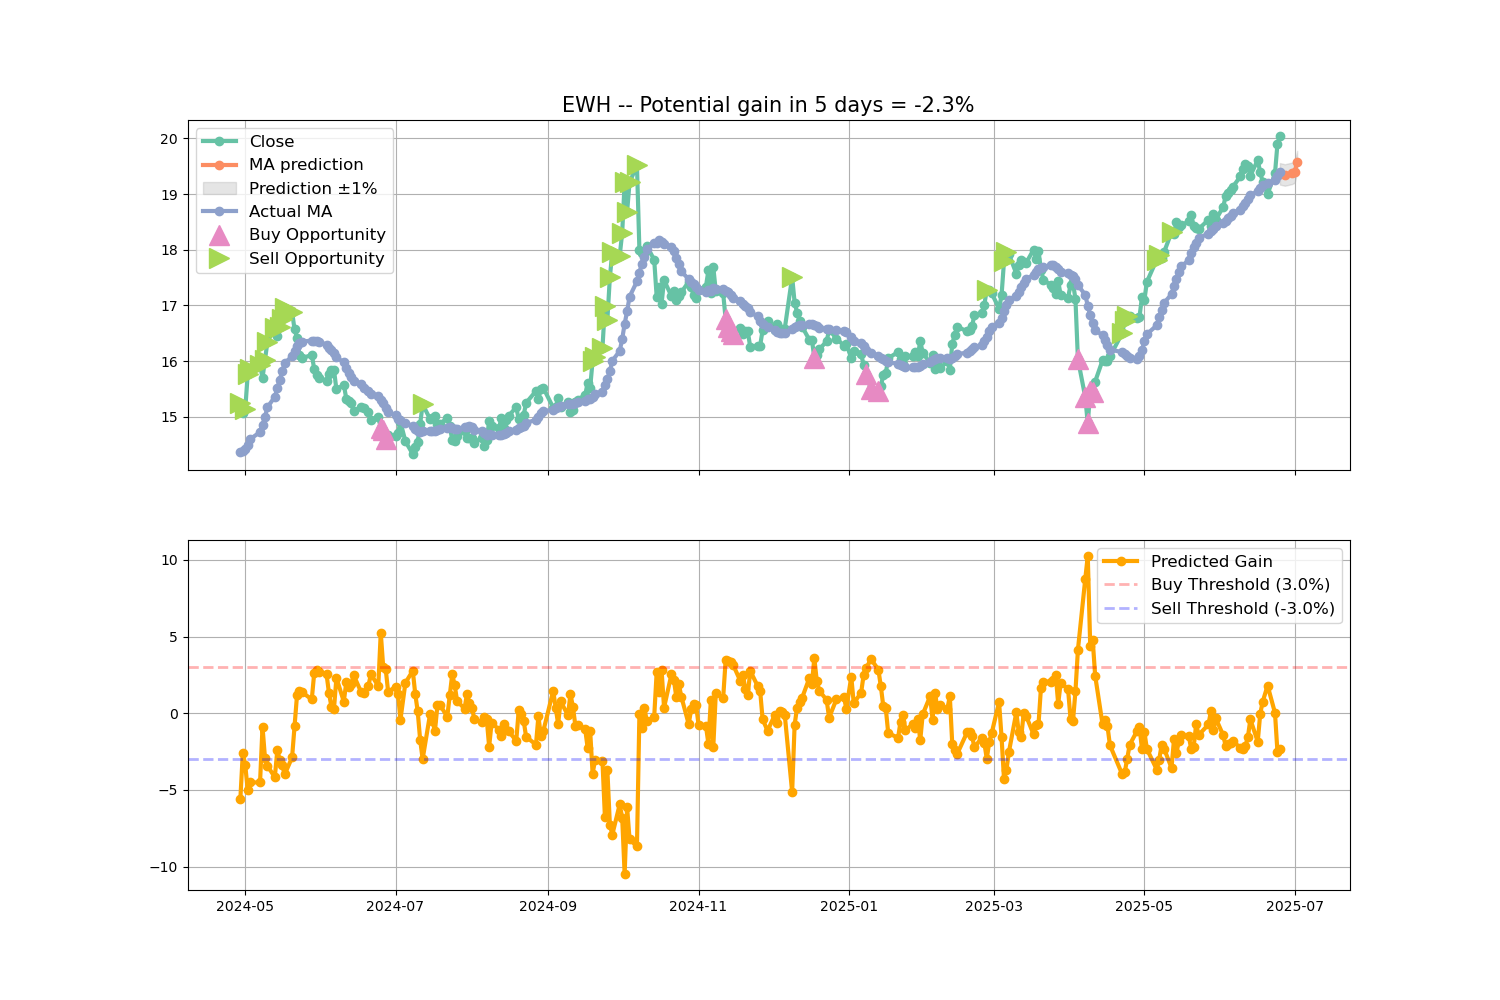 EWH -- Potential gain in 5 days = -2.3%
20
19
18
17
16
15
Close
MA prediction
Prediction ±1%
Actual MA
Buy Opportunity
Sell Opportunity
10
5
0
−5
−10
Predicted Gain
Buy Threshold (3.0%)
Sell Threshold (-3.0%)
2024-05 2024-07 2024-09 2024-11 2025-01 2025-03 2025-05 2025-07